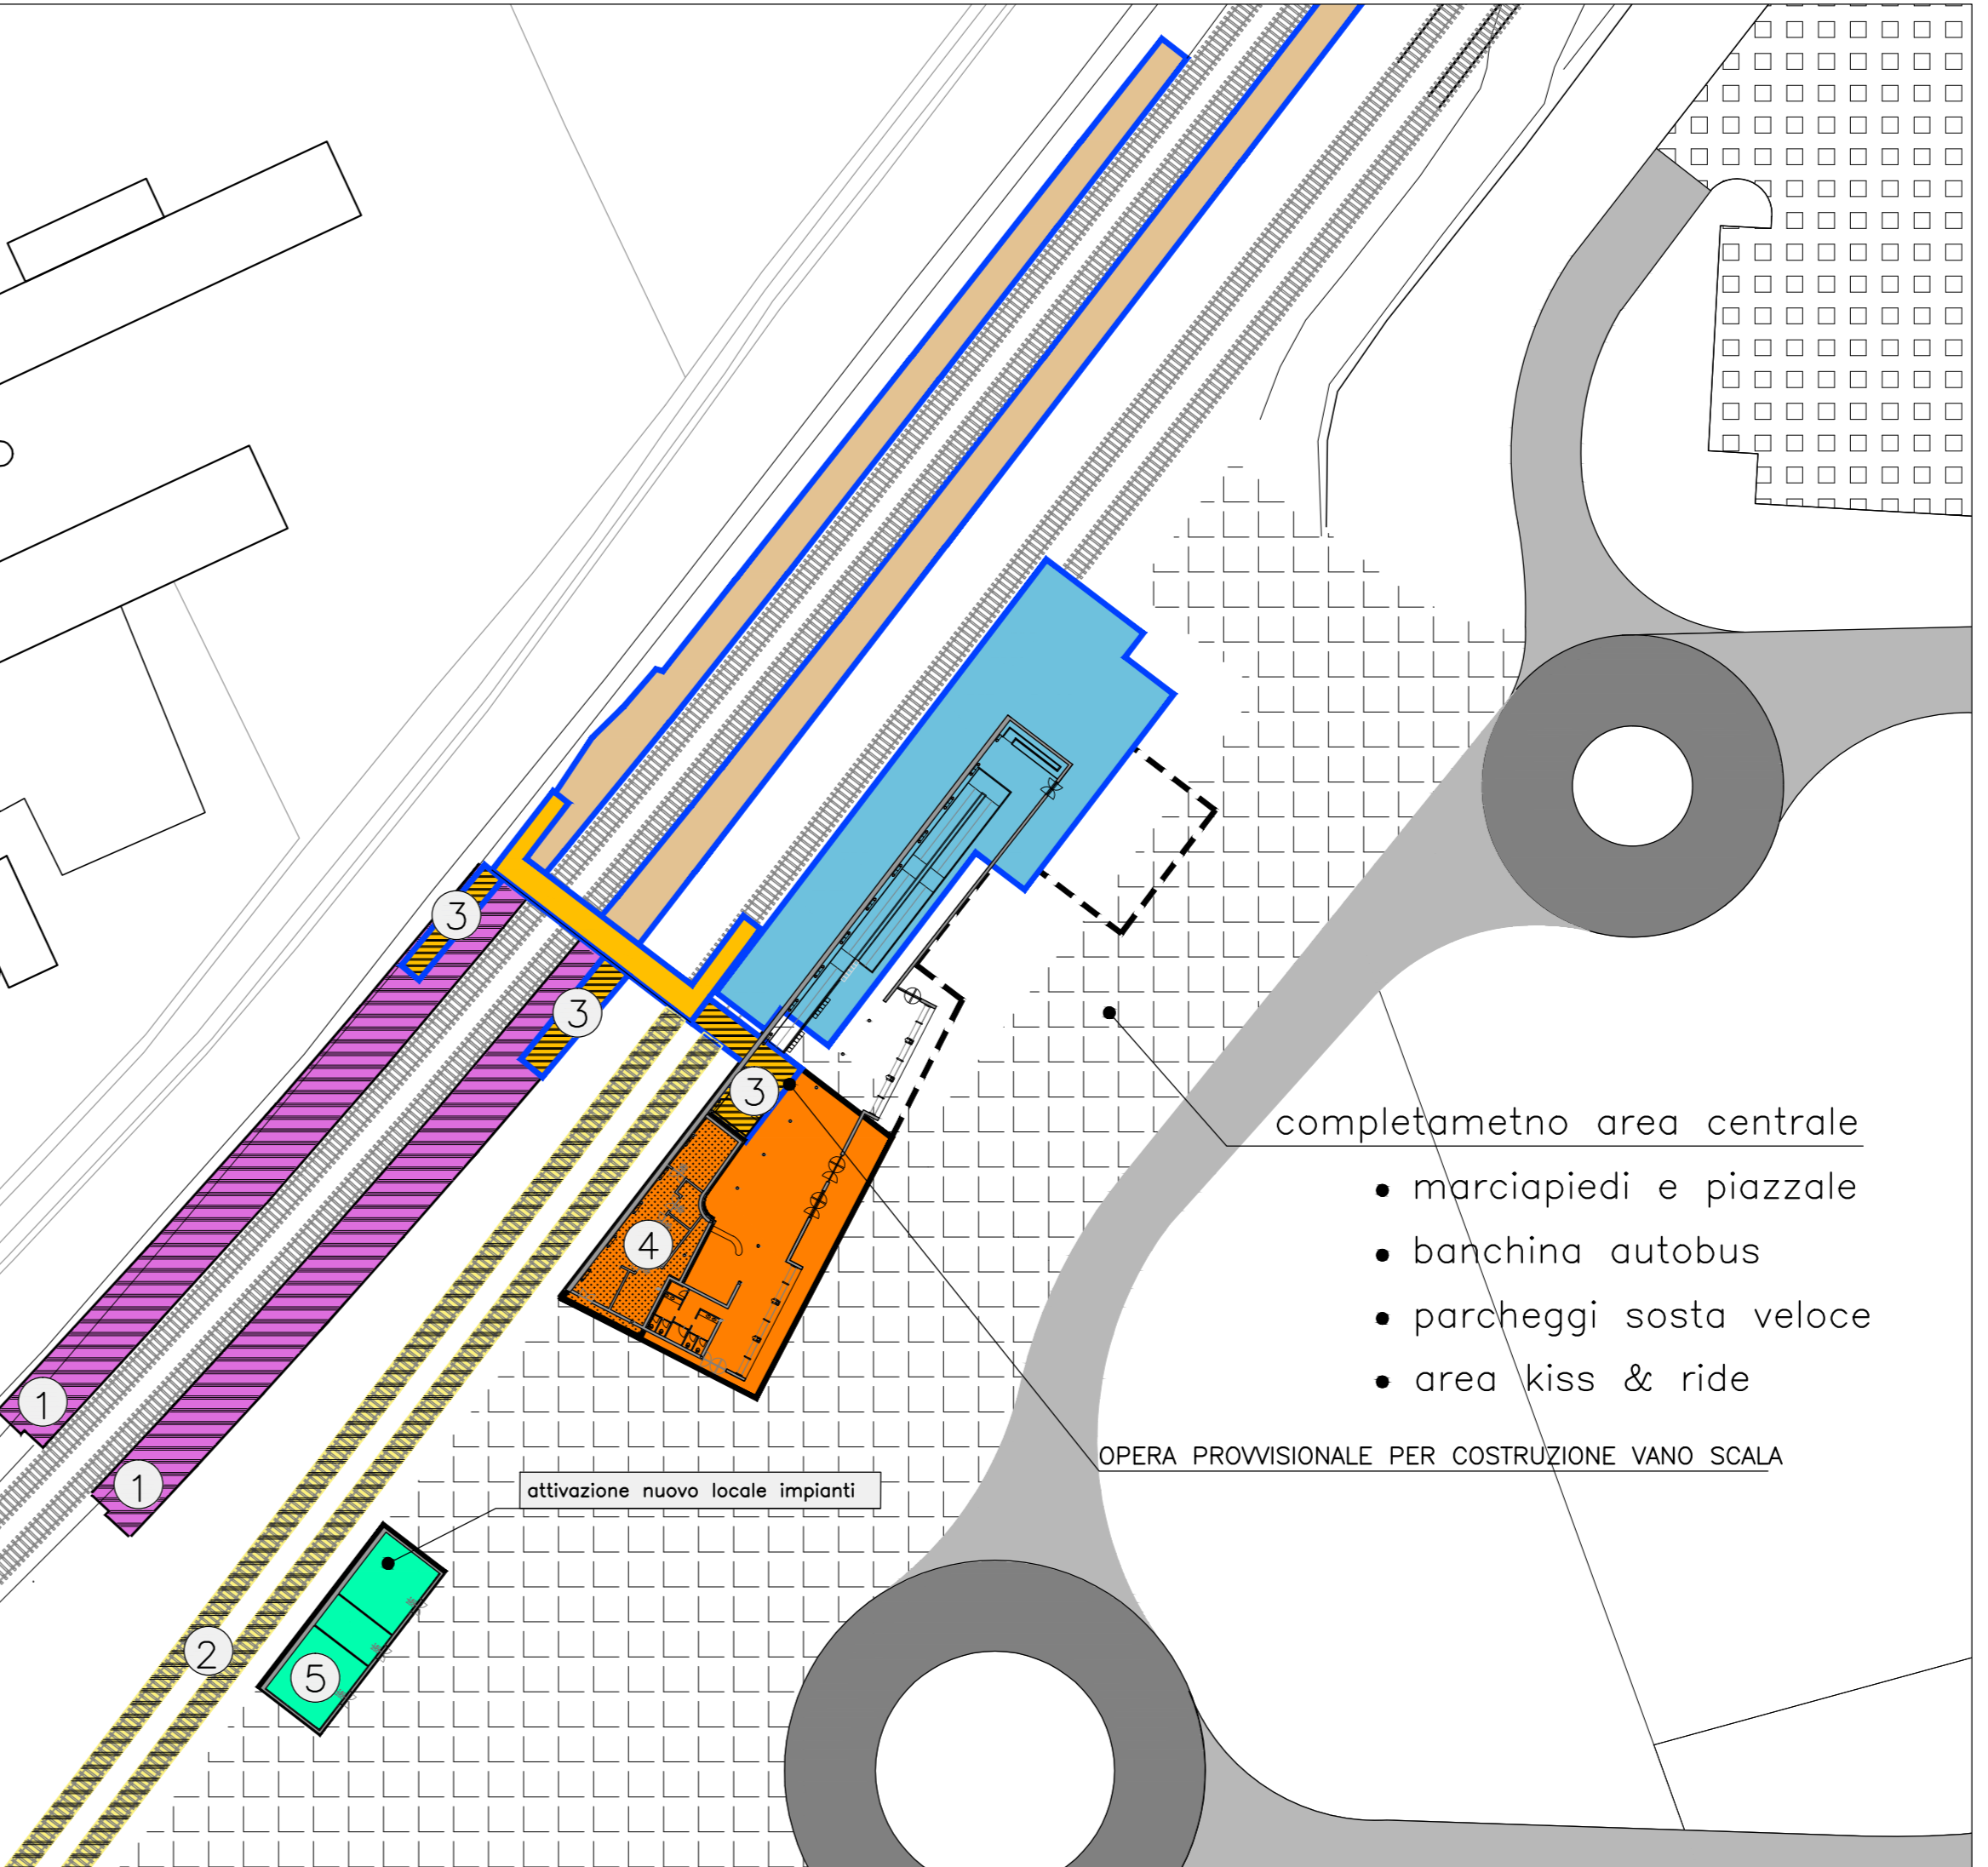 3
3
3
completametno area centrale
• marciapiedi e piazzale
4
• banchina autobus
• parcheggi sosta veloce
• area kiss & ride
1
OPERA PROVVISIONALE PER COSTRUZIONE VANO SCALA
1
attivazione nuovo locale impianti
2
5